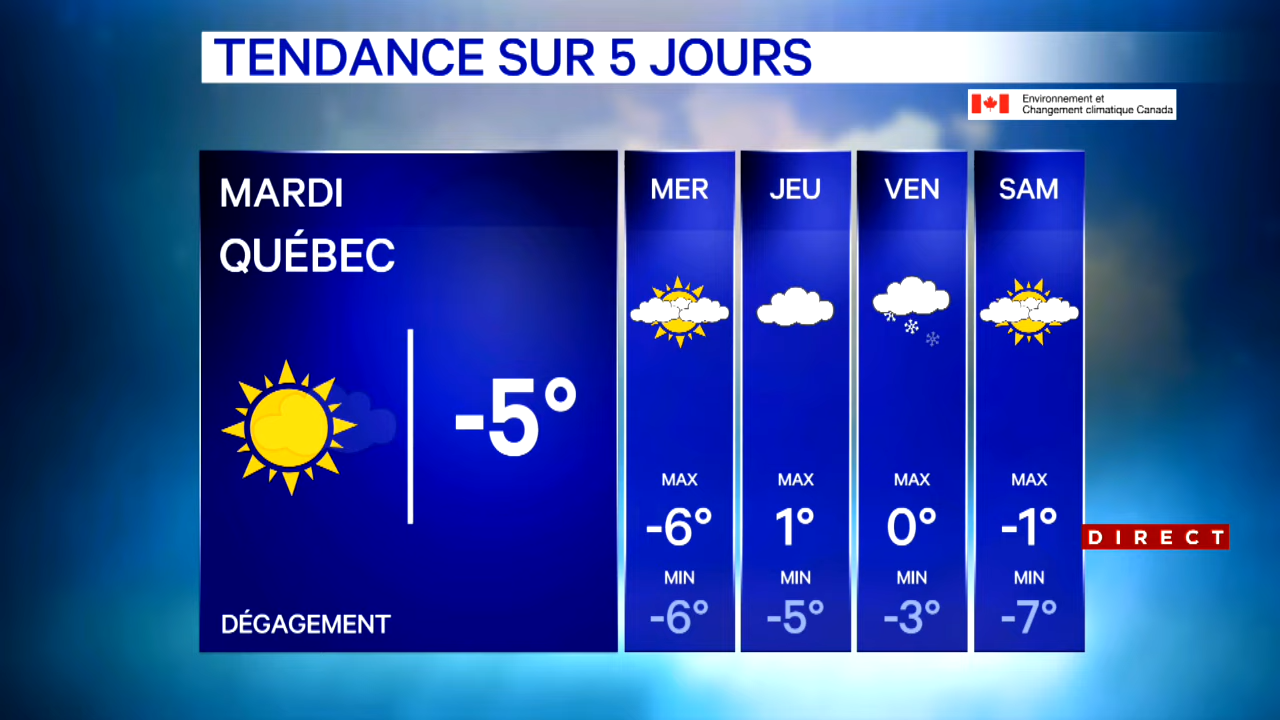 TENDANCE SUR 5 JOURS
Environnement et
Changement climatique Canada
MARDI
QUÉBEC
-5°
DÉGAGEMENT
MER
MAX
-6°
MIN
-6°
JEU
MAX
1°
MIN
-5°
VEN
MAX
0°
MIN
-3°
SAM
MAX
-1°
MIN
-7°
DIRECT